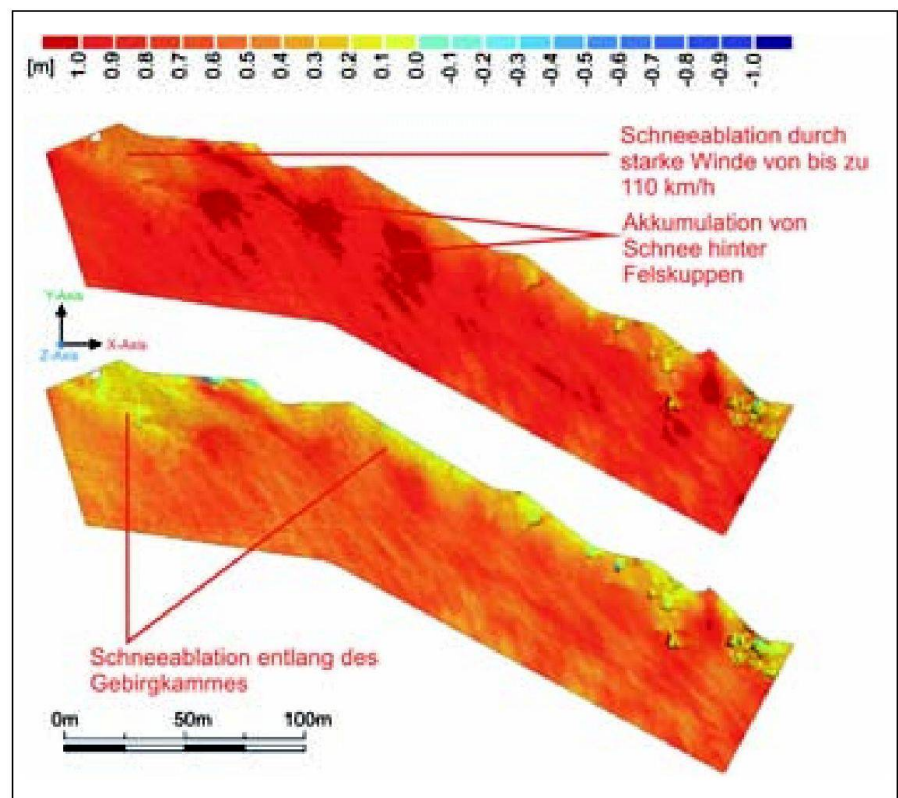 [m] 1.0 0.9 0.8 0.7 0.6 0.5 0.4 0.3 0.2 0.1 0.0 -0.1 -0.2 -0.3 -0.4 -0.5 -0.6 -0.7 -0.8 -0.9 -1.0
Schneeablation durch
starke Winde von bis zu
110 km/h
Akkumulation von
Schnee hinter
Felskuppen
Y-Axis
X-Axis
Z-Axis
Schneeablation entlang des
Gebirgkammes
0m 50m 100m